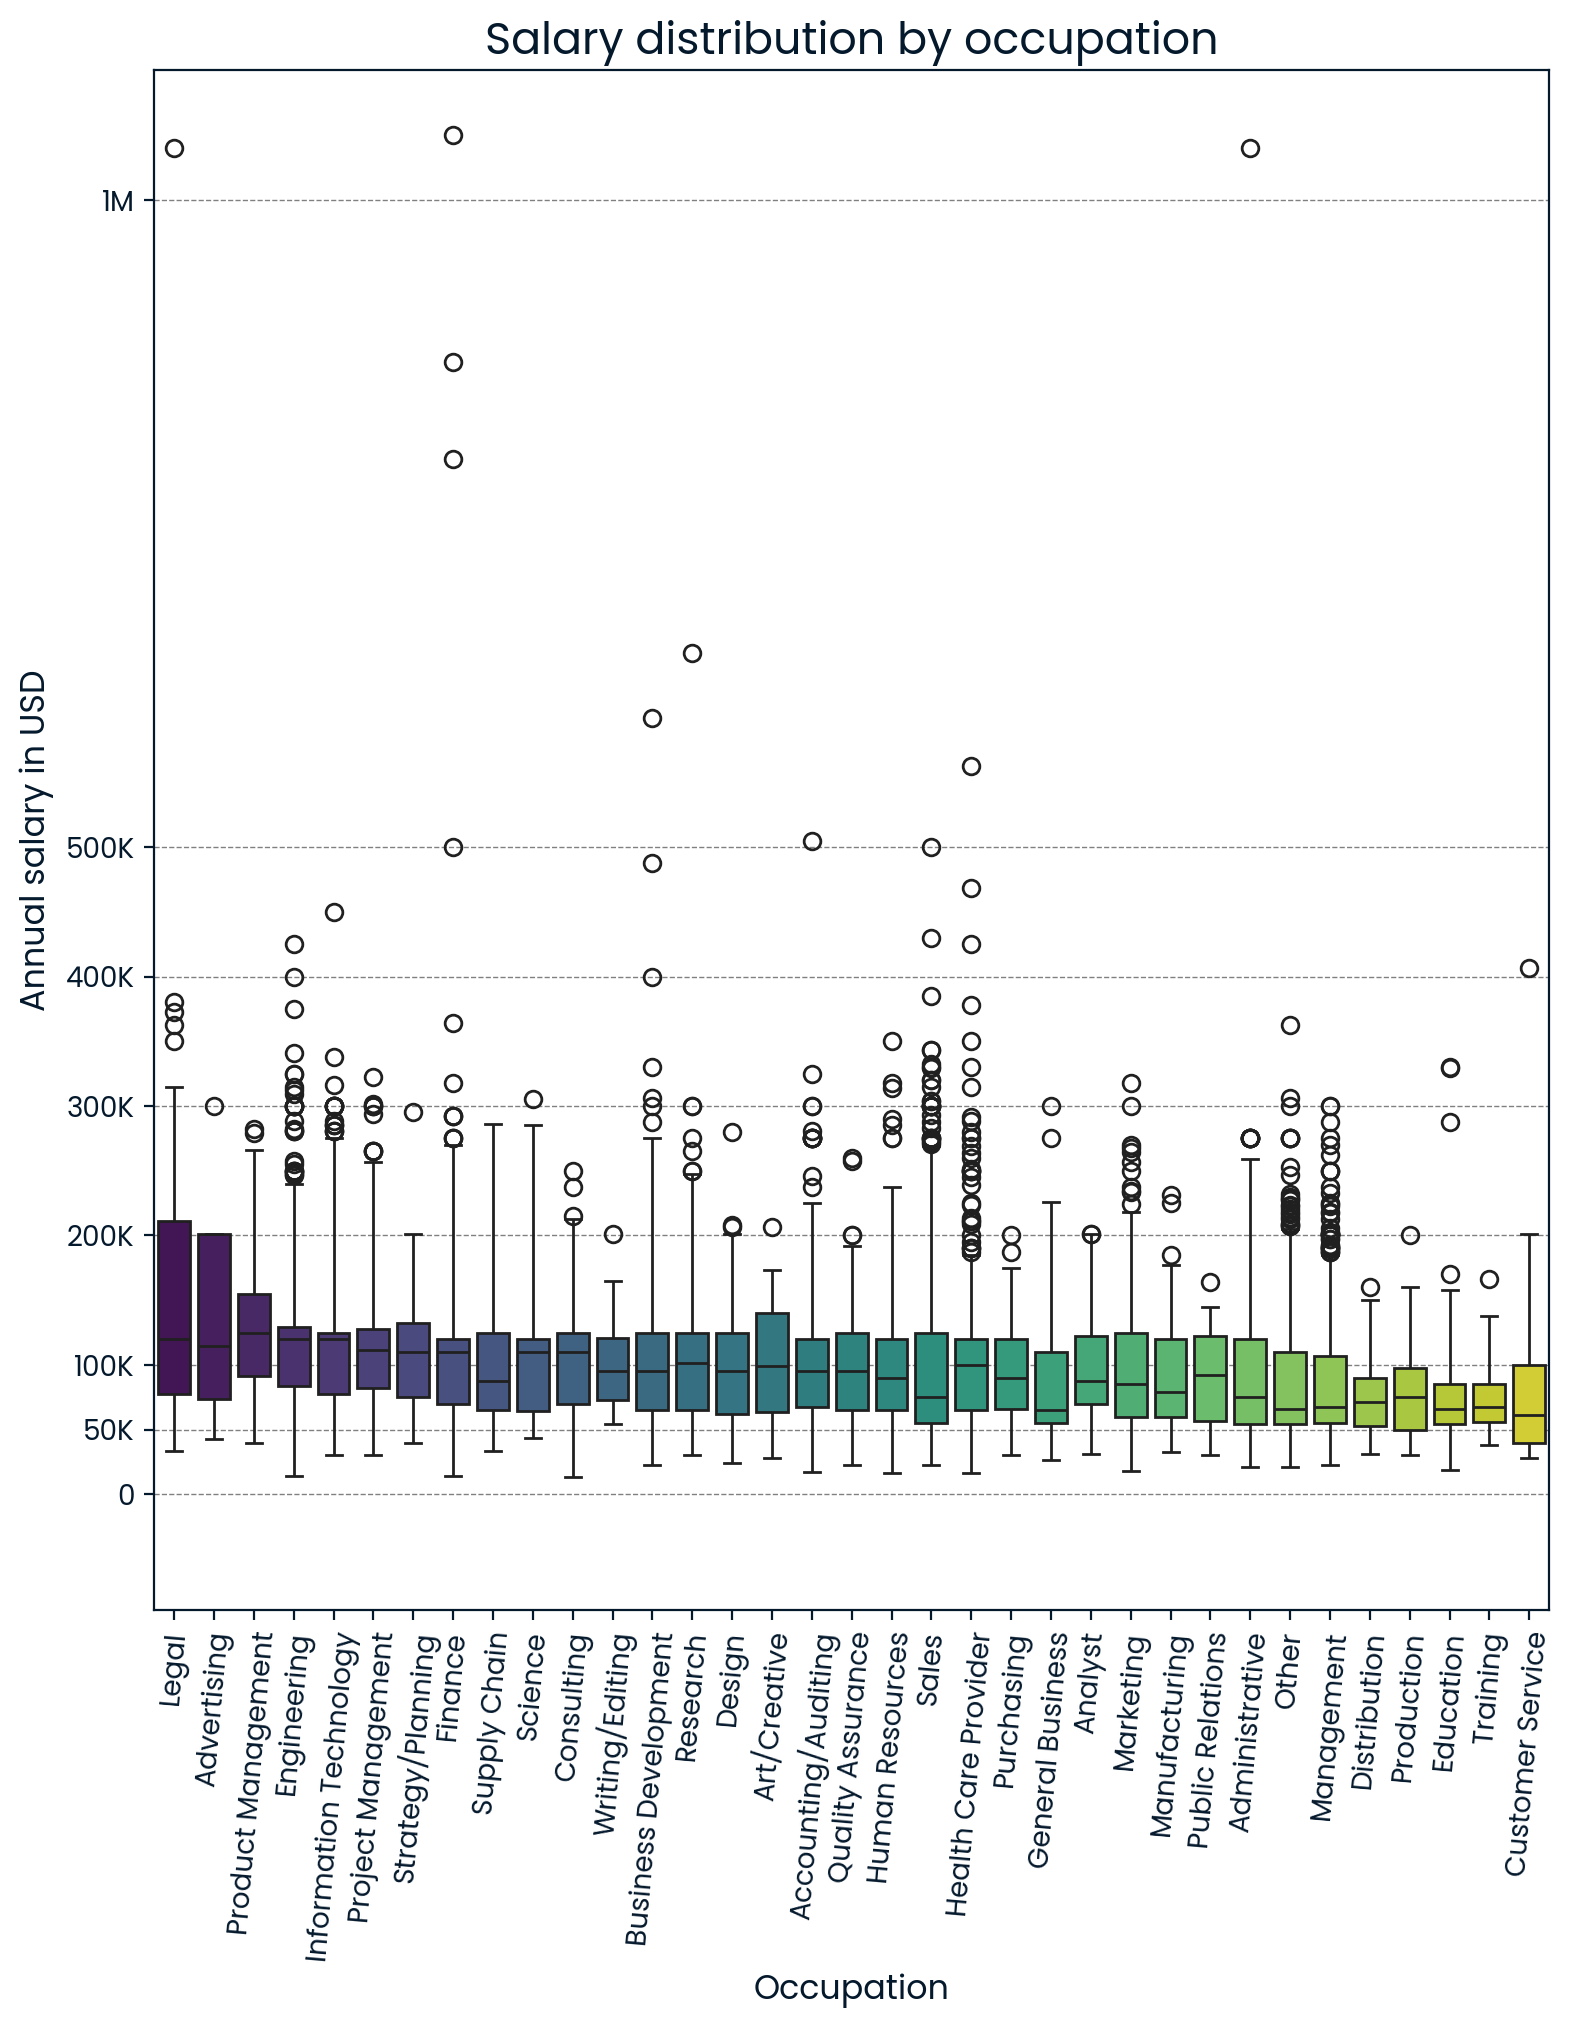 Salary distribution by occupation
Annual salary in USD
1M
500K
400K
300K
200K
100K
50K
0
Legal
Advertising
Product Management
Engineering
Information Technology
Project Management
Strategy/Planning
Finance
Supply Chain
Science
Consulting
Writing/Editing
Business Development
Research
Design
Art/Creative
Accounting/Auditing
Quality Assurance
Human Resources
Sales
Health Care Provider
Purchasing
General Business
Analyst
Marketing
Manufacturing
Public Relations
Administrative
Other
Management
Distribution
Production
Education
Training
Customer Service
Occupation